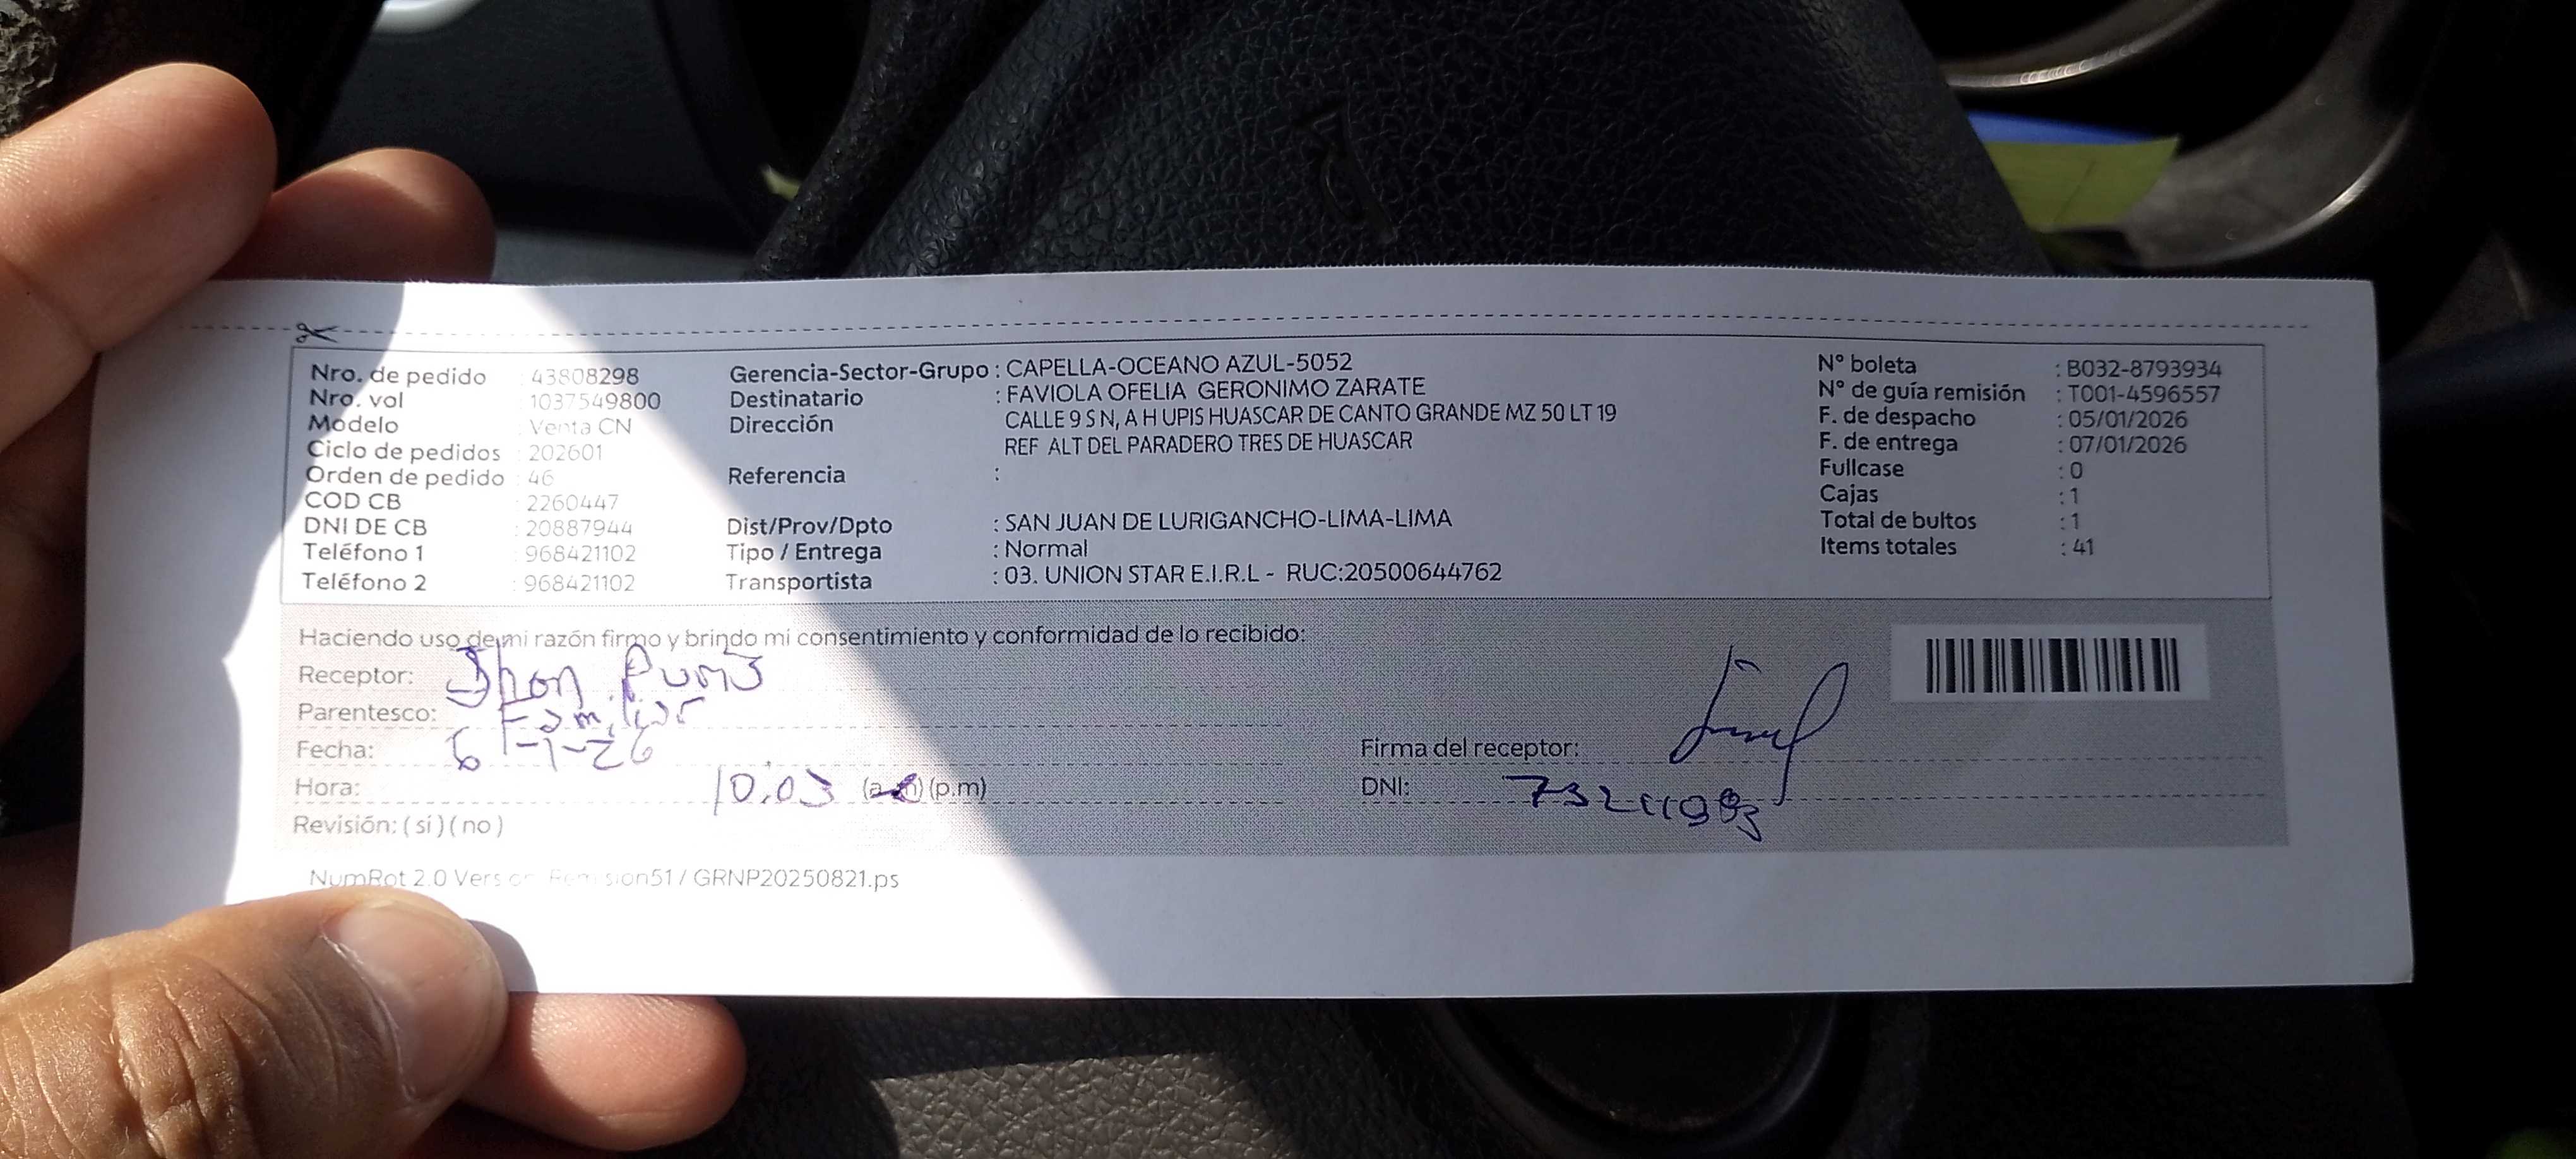 Nro. de pedido : 43808298
Nro. vol : 1037549800
Modelo : Venta CN
Ciclo de pedidos : 202601
Orden de pedido : 46
COD CB : 2260447
DNI DE CB : 20887944
Teléfono 1 : 968421102
Teléfono 2 : 968421102
Gerencia-Sector-Grupo : CAPELLA-OCEANO AZUL-5052
Destinatario : FAVIOLA OFELIA GERONIMO ZARATE
Dirección CALLE 9 S N, A H UPIS HUASCAR DE CANTO GRANDE MZ 50 LT 19
REF ALT DEL PARADERO TRES DE HUASCAR
Referencia :
Dist/Prov/Dpto : SAN JUAN DE LURIGANCHO-LIMA-LIMA
Tipo / Entrega : Normal
Transportista : 03. UNION STAR E.I.R.L - RUC:20500644762
N° boleta : B032-8793934
N° de guía remisión : T001-4596557
F. de despacho : 05/01/2026
F. de entrega : 07/01/2026
Fullcase : 0
Cajas : 1
Total de bultos : 1
Items totales : 41
Haciendo uso de mi razón firmo y brindo mi consentimiento y conformidad de lo recibido:
Receptor: Jhon Puma
Parentesco: Familiar
Fecha: 6-1-26
Hora: 10:03 (p.m)
Revisión: ( si ) ( no )
Firma del receptor:
DNI:
NumRot 2.0 / GRNP20250821.ps